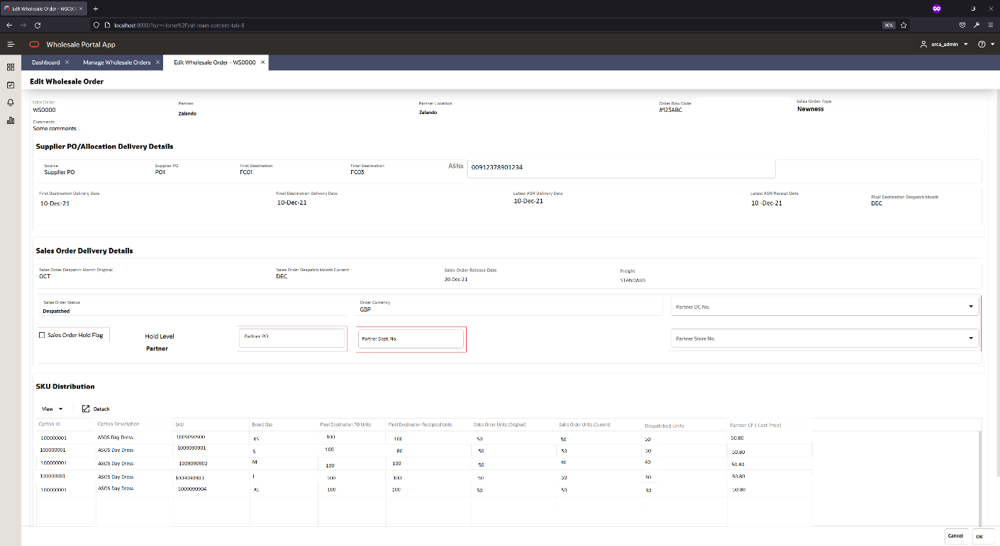 Edit Wholesale Order - WS0000
localhost:8000/?ojr=Home%2Fjraf-main-content-tab-6
90%
Wholesale Portal App
orca_admin
Dashboard
Manage Wholesale Orders
Edit Wholesale Order - WS0000
Edit Wholesale Order
Sales Order
WS0000
Partner
Zalando
Partner Location
Zalando
Order Row Code
#123ABC
Sales Order Type
Newness
Comments
Some comments...
Supplier PO/Allocation Delivery Details
Source
Supplier PO
Supplier PO
PO1
First Destination
FC01
Final Destination
FC03
ASNs
00912378901234
First Destination Delivery Date
10-Dec-21
Final Destination Delivery Date
10-Dec-21
Latest ASN Delivery Date
10-Dec-21
Latest ASN Receipt Date
10 -Dec-21
Final Destination Despatch Month
DEC
Sales Order Delivery Details
Sales Order Despatch Month Original
OCT
Sales Order Despatch Month Current
DEC
Sales Order Release Date
20-Dec-21
Freight
STANDARD
Sales Order Status
Despatched
Order Currency
GBP
Partner DC No.
Sales Order Hold Flag
Hold Level
Partner
Partner PO
Partner Dept. No.
Partner Store No.
SKU Distribution
View
Detach
Option Id Option Description SKU Brand Size Final Destination PO Units Final Destination Receipted Units Sales Order Units (Original) Sales Order Units (Current) Despatched Units Partner CP ( Cost Price)
100000001 ASOS Day Dress 1009090900 XS 100 100 50 50 50 50.80
100000001 ASOS Day Dress 1009090901 S 100 80 50 50 50 50.80
100000001 ASOS Day Dress 1009090902 M 100 100 50 40 40 50.80
100000001 ASOS Day Dress 1009090903 100 100 50 50 50 50.80
100000001 ASOS Day Dress 1009090904 XL 100 100 50 50 30 50.80
Cancel
OK